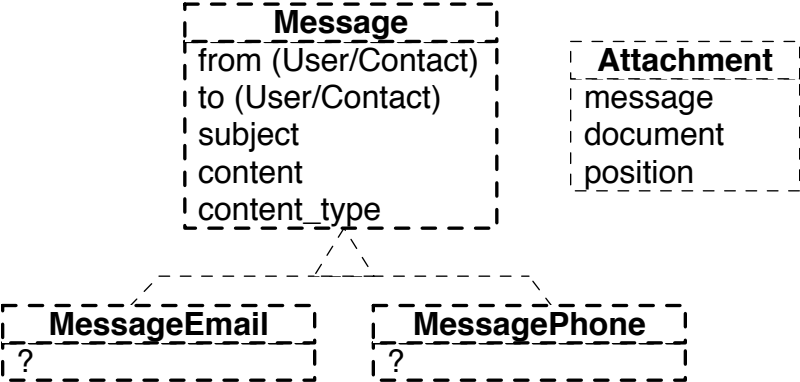 Message
from (User/Contact)
to (User/Contact)
subject
content
content_type
Attachment
message
document
position
MessageEmail
?
MessagePhone
?